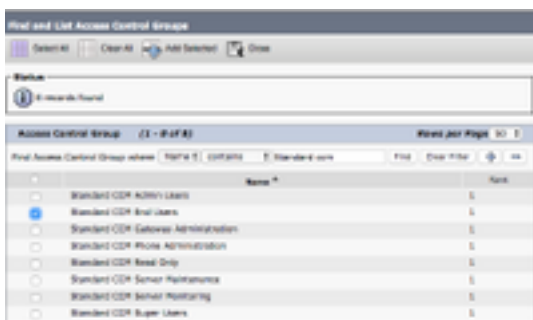 Find and List Access Control Groups
Select All Clear All Add Selected Close
Status
8 records found
Access Control Group (1 - 8 of 8) Rows per Page 50
Find Access Control Group where Name contains Standard ccm Find Clear Filter
Name Rank
Standard CCM Admin Users 1
Standard CCM End Users 1
Standard CCM Gateway Administration 1
Standard CCM Phone Administration 1
Standard CCM Read Only 1
Standard CCM Server Maintenance 1
Standard CCM Server Monitoring 1
Standard CCM Super Users 1